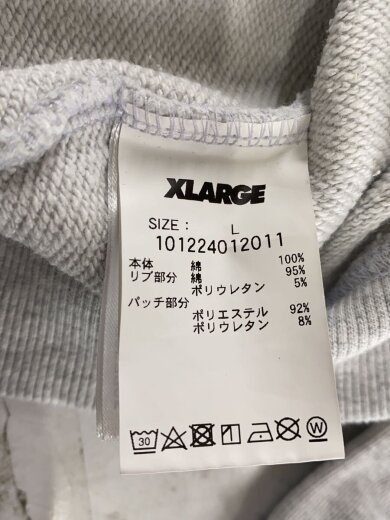 XLARGE
SIZE: L
101224012011
本体 綿 100%
リブ部分 綿 95%
ポリウレタン 5%
パッチ部分
ポリエステル 92%
ポリウレタン 8%
30 W